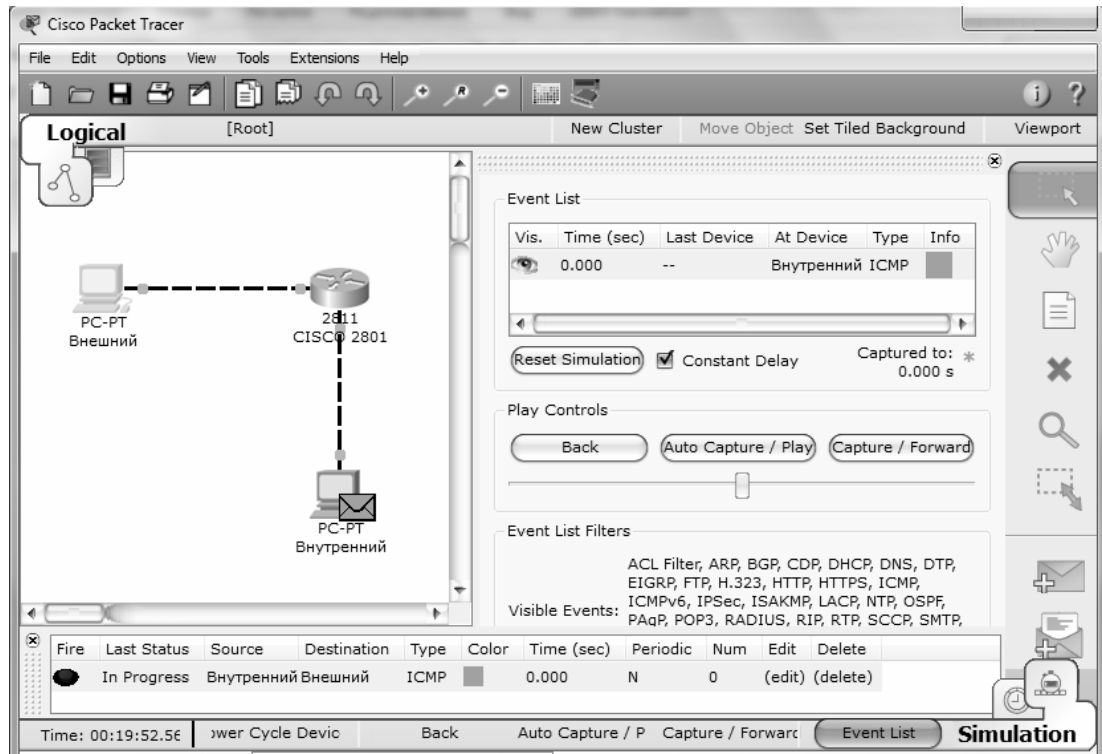 Cisco Packet Tracer
File Edit Options View Tools Extensions Help
Logical [Root] New Cluster Move Object Set Tiled Background Viewport
PC-PT
Внешний
2811
CISCO 2801
PC-PT
Внутренний
Event List
Vis. Time (sec) Last Device At Device Type Info
0.000 -- Внутренний ICMP
Reset Simulation Constant Delay Captured to: *
0.000 s
Play Controls
Back Auto Capture / Play Capture / Forward
Event List Filters
Visible Events:
ACL Filter, ARP, BGP, CDP, DHCP, DNS, DTP,
EIGRP, FTP, H.323, HTTP, HTTPS, ICMP,
ICMPv6, IPSec, ISAKMP, LACP, NTP, OSPF,
PAgP, POP3, RADIUS, RIP, RTP, SCCP, SMTP,
Fire Last Status Source Destination Type Color Time (sec) Periodic Num Edit Delete
In Progress Внутренний Внешний ICMP 0.000 N 0 (edit) (delete)
Time: 00:19:52.56 ower Cycle Devic Back Auto Capture / P Capture / Forward Event List Simulation